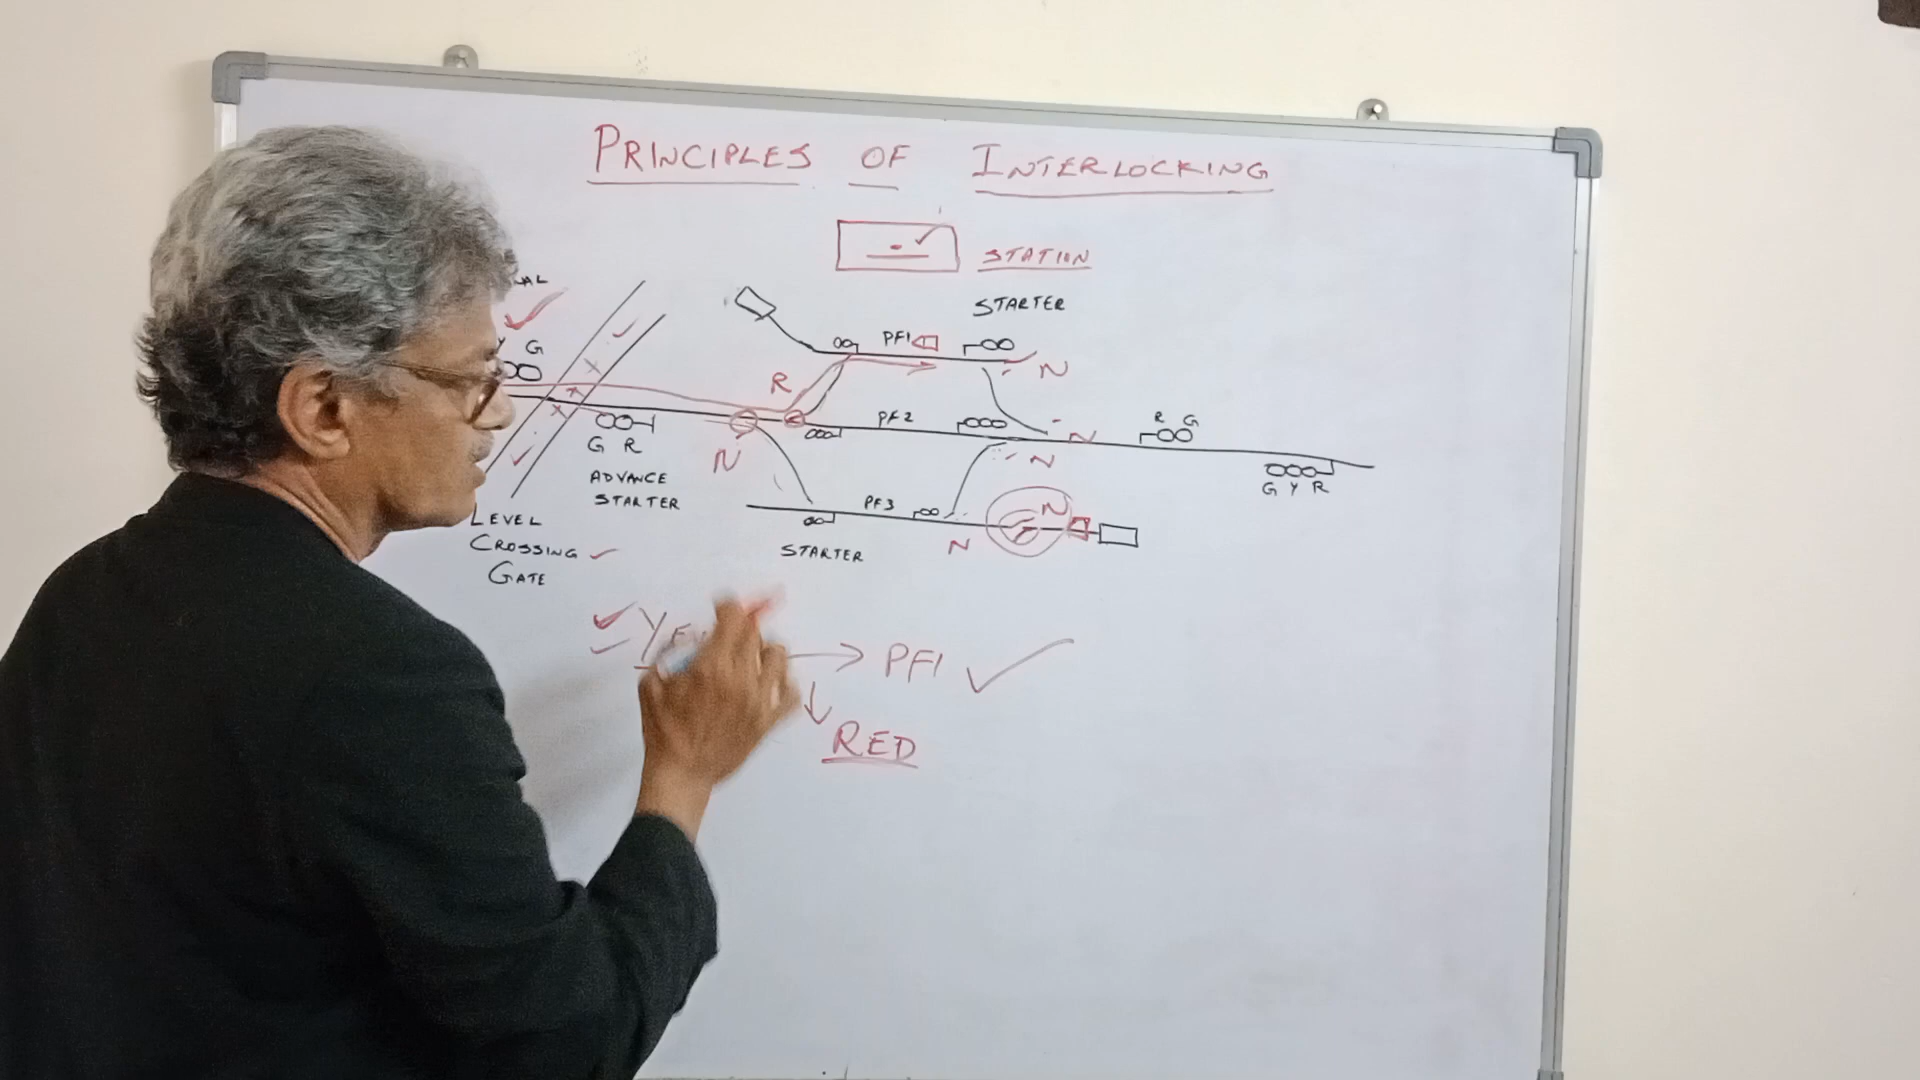 PRINCIPLES OF INTERLOCKING
STATION
STARTER
G
PF1
N
R
PF2
N
R G
G R
N
N
G Y R
ADVANCE
STARTER
PF3
N
N
LEVEL
CROSSING
GATE
STARTER
PF1
RED